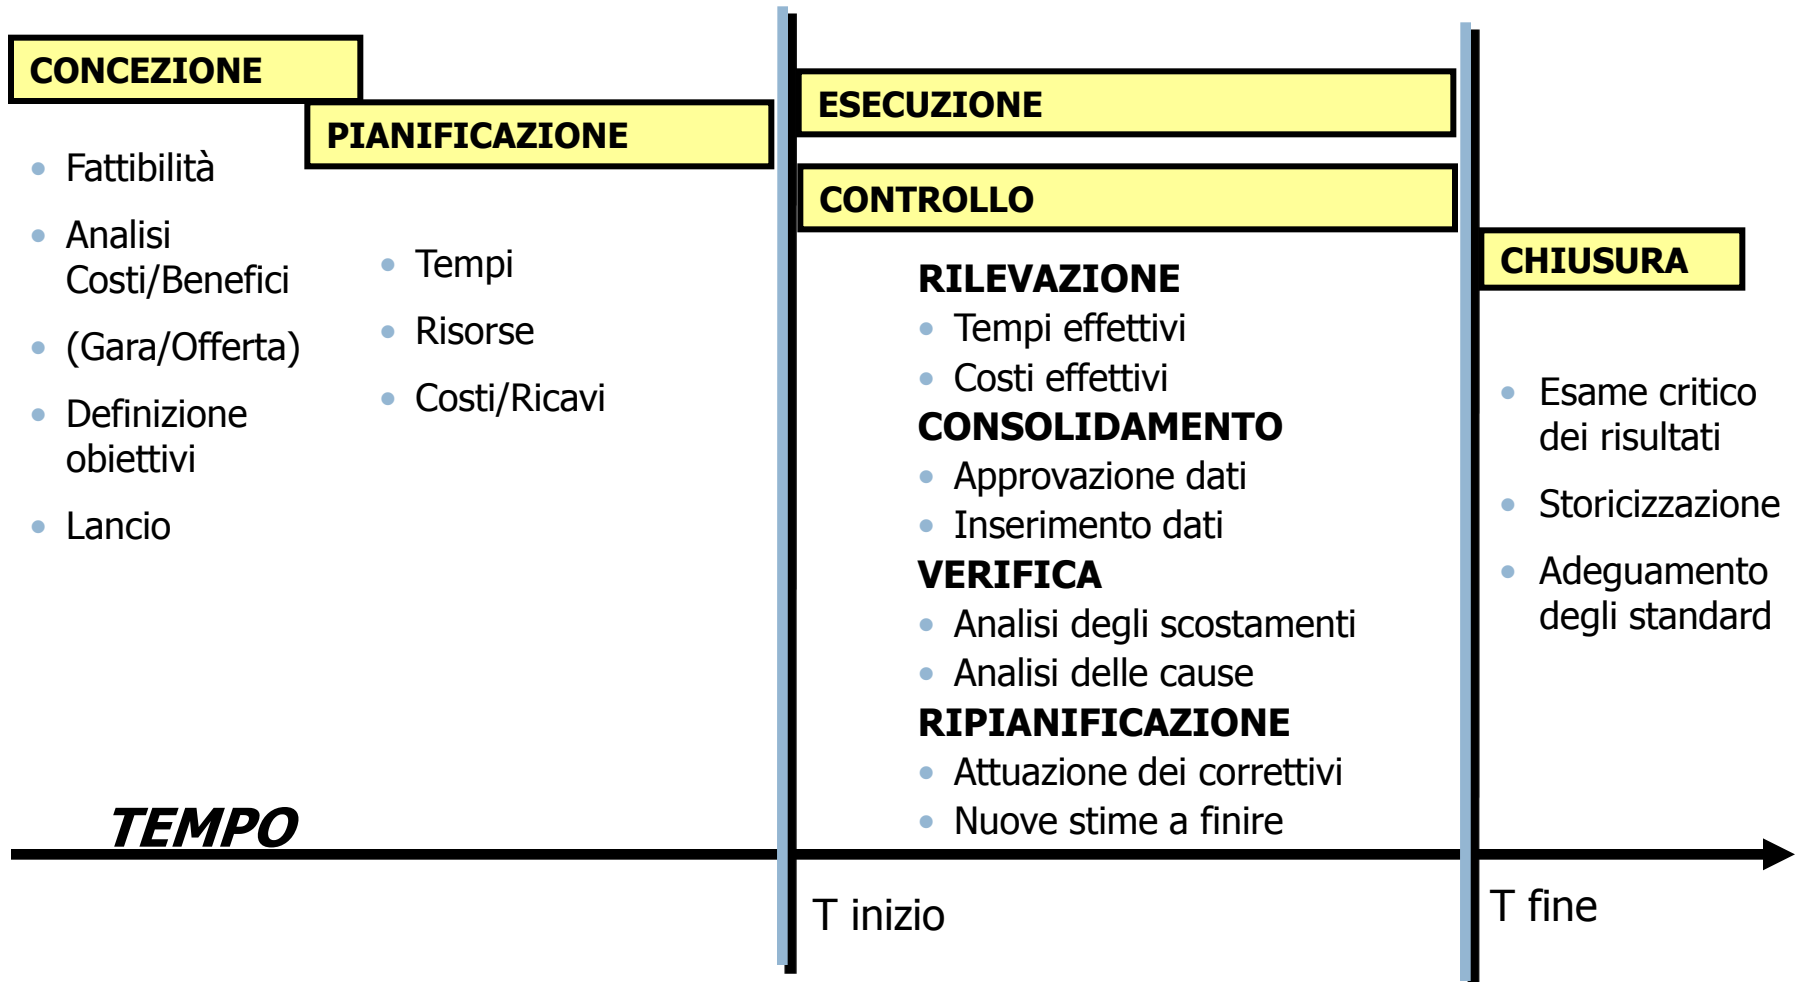 CONCEZIONE
• Fattibilità
• Analisi
Costi/Benefici
• (Gara/Offerta)
• Definizione
obiettivi
• Lancio
PIANIFICAZIONE
• Tempi
• Risorse
• Costi/Ricavi
ESECUZIONE
CONTROLLO
RILEVAZIONE
• Tempi effettivi
• Costi effettivi
CONSOLIDAMENTO
• Approvazione dati
• Inserimento dati
VERIFICA
• Analisi degli scostamenti
• Analisi delle cause
RIPIANIFICAZIONE
• Attuazione dei correttivi
• Nuove stime a finire
CHIUSURA
• Esame critico
dei risultati
• Storicizzazione
• Adeguamento
degli standard
TEMPO
T inizio
T fine